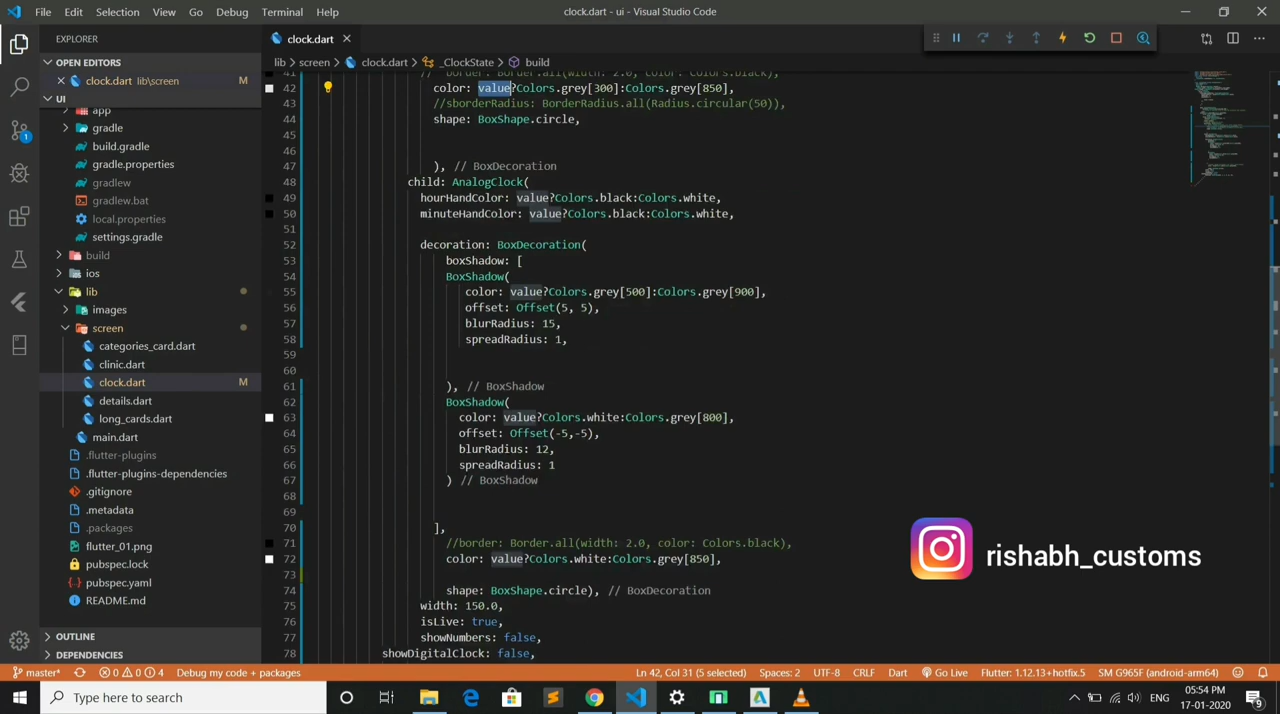 File Edit Selection View Go Debug Terminal Help
clock.dart - ui - Visual Studio Code
EXPLORER
clock.dart
OPEN EDITORS
lib > screen > clock.dart > _ClockState > build
clock.dart lib\screen M
UI
app
gradle
build.gradle
gradle.properties
gradlew
gradlew.bat
local.properties
settings.gradle
build
ios
lib
images
screen
categories_card.dart
clinic.dart
clock.dart M
details.dart
long_cards.dart
main.dart
.flutter-plugins
.flutter-plugins-dependencies
.gitignore
.metadata
.packages
flutter_01.png
pubspec.lock
pubspec.yaml
README.md
OUTLINE
DEPENDENCIES
41 // border: Border.all(width: 2.0, color: Colors.black),
42 color: value?Colors.grey[300]:Colors.grey[850],
43 //sborderRadius: BorderRadius.all(Radius.circular(50)),
44 shape: BoxShape.circle,
45
46
47 ), // BoxDecoration
48 child: AnalogClock(
49 hourHandColor: value?Colors.black:Colors.white,
50 minuteHandColor: value?Colors.black:Colors.white,
51
52 decoration: BoxDecoration(
53 boxShadow: [
54 BoxShadow(
55 color: value?Colors.grey[500]:Colors.grey[900],
56 offset: Offset(5, 5),
57 blurRadius: 15,
58 spreadRadius: 1,
59
60
61 ), // BoxShadow
62 BoxShadow(
63 color: value?Colors.white:Colors.grey[800],
64 offset: Offset(-5,-5),
65 blurRadius: 12,
66 spreadRadius: 1
67 ) // BoxShadow
68
69
70 ],
71 //border: Border.all(width: 2.0, color: Colors.black),
72 color: value?Colors.white:Colors.grey[850],
73
74 shape: BoxShape.circle), // BoxDecoration
75 width: 150.0,
76 isLive: true,
77 showNumbers: false,
78 showDigitalClock: false,
rishabh_customs
master* 0 0 4 Debug my code + packages
Ln 42, Col 31 (5 selected) Spaces: 2 UTF-8 CRLF Dart Go Live Flutter: 1.12.13+hotfix.5 SM G965F (android-arm64)
Type here to search
ENG
05:54 PM
17-01-2020
9